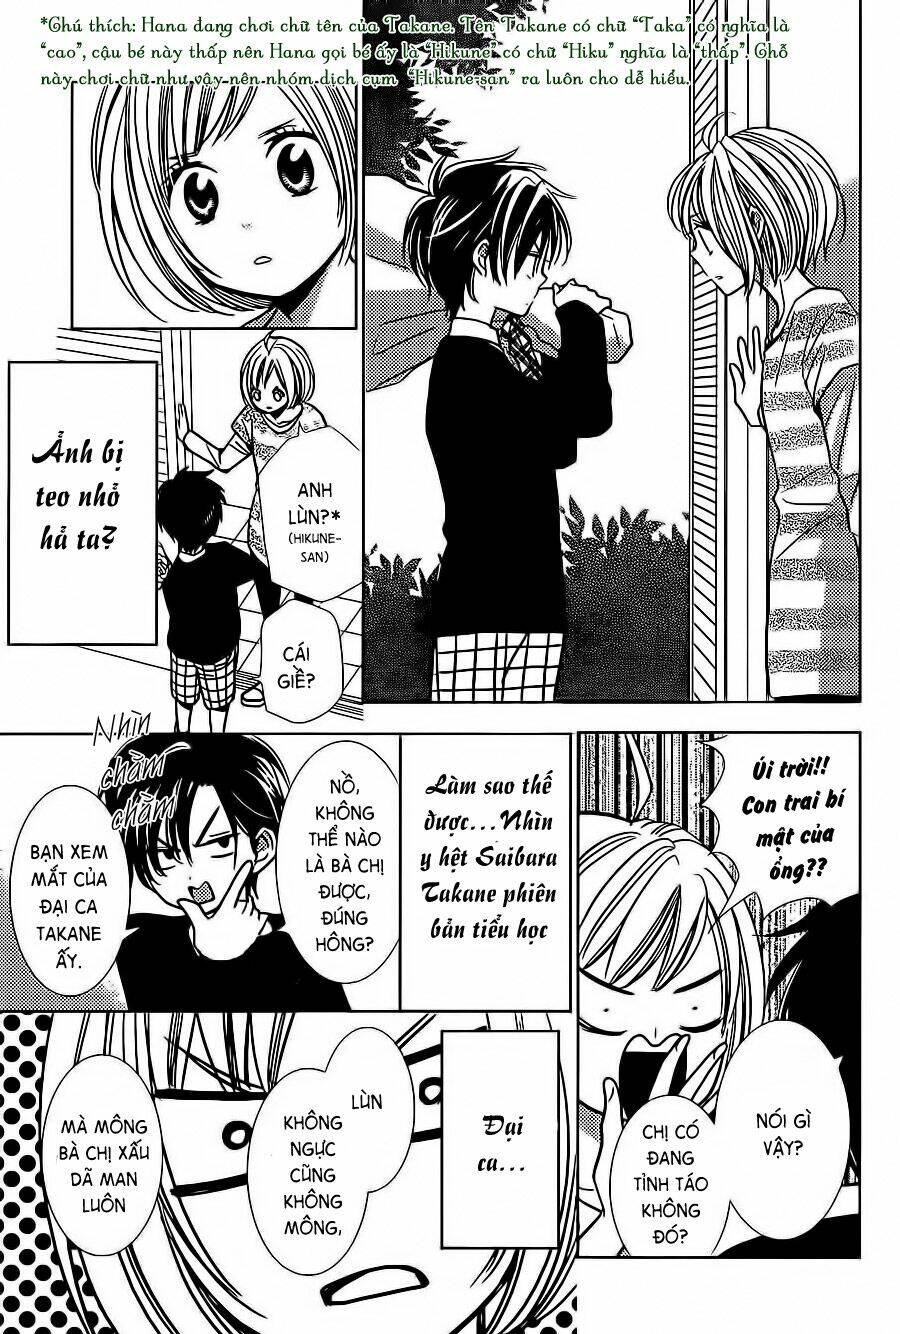 *Ghú thích: Hana đang chơi chữ tên của Takane. Tên Takane có chữ "Taka" có nghĩa là
"cao", cậu bé này thấp nên Hana gọi bé ấy là "Hikune" có chữ "Hiku" nghĩa là "thấp". Ghỗ
này chơi chữ như vậy nên nhóm dịch cụm "Hikune-san" ra luôn cho dễ hiểu.
ANH
LÙN?*
(HIKUNE-
SAN)
Ảnh bị
teo nhỏ
hả ta?
CÁI
GIỀ?
Úi trời!!
Con trai bí
mật của
ổng??
NÓI GÌ
VẬY?
CHỊ CÓ
ĐANG
TỈNH TÁO
KHÔNG
ĐÓ?
Làm sao thế
được...Nhìn
y hệt Saibara
Takane phiên
bản tiểu học
NỒ,
KHÔNG
THỂ NÀO
LÀ BÀ CHỊ
ĐƯỢC,
ĐÚNG
HÔNG?
Nhìn
chằm
chằm
BẠN XEM
MẮT CỦA
ĐẠI CA
TAKANE
ẤY.
Đại
ca...
LÙN
KHÔNG
NGỰC
CŨNG
KHÔNG
MÔNG,
MÀ MÔNG
BÀ CHỊ XẤU
DÃ MAN
LUÔN